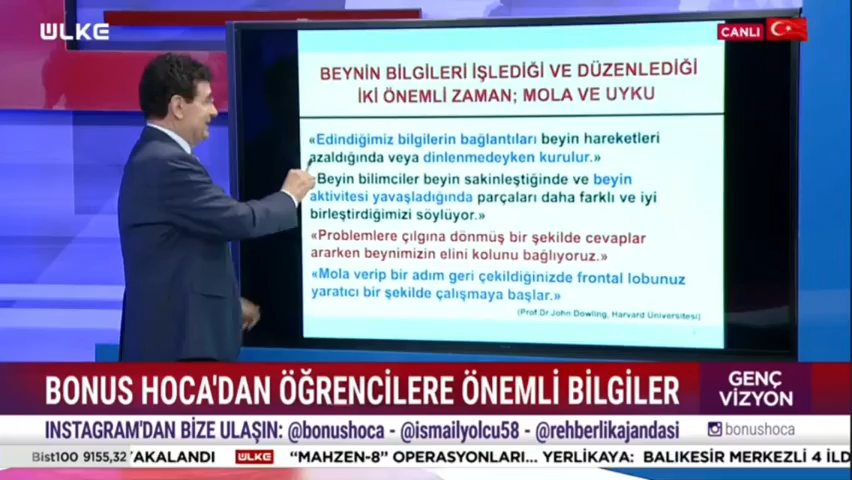 ÜLKE
CANLI
BEYNİN BİLGİLERİ İŞLEDİĞİ VE DÜZENLEDİĞİ
İKİ ÖNEMLİ ZAMAN; MOLA VE UYKU
«Edindiğimiz bilgilerin bağlantıları beyin hareketleri
azaldığında veya dinlenmedeyken kurulur.»
«Beyin bilimciler beyin sakinleştiğinde ve beyin
aktivitesi yavaşladığında parçaları daha farklı ve iyi
birleştirdiğimizi söylüyor.»
«Problemlere çılgına dönmüş bir şekilde cevaplar
ararken beynimizin elini kolunu bağlıyoruz.»
«Mola verip bir adım geri çekildiğinizde frontal lobunuz
yaratıcı bir şekilde çalışmaya başlar.»
(Prof.Dr.John Dowling, Harvard Üniversitesi)
BONUS HOCA'DAN ÖĞRENCİLERE ÖNEMLİ BİLGİLER
GENÇ
VİZYON
INSTAGRAM'DAN BİZE ULAŞIN: @bonushoca - @ismailyolcu58 - @rehberlikajandasi
bonushoca
Bist100 9155,32 YAKALANDI ÜLKE "MAHZEN-8" OPERASYONLARI... YERLİKAYA: BALIKESİR MERKEZLİ 4 İLD